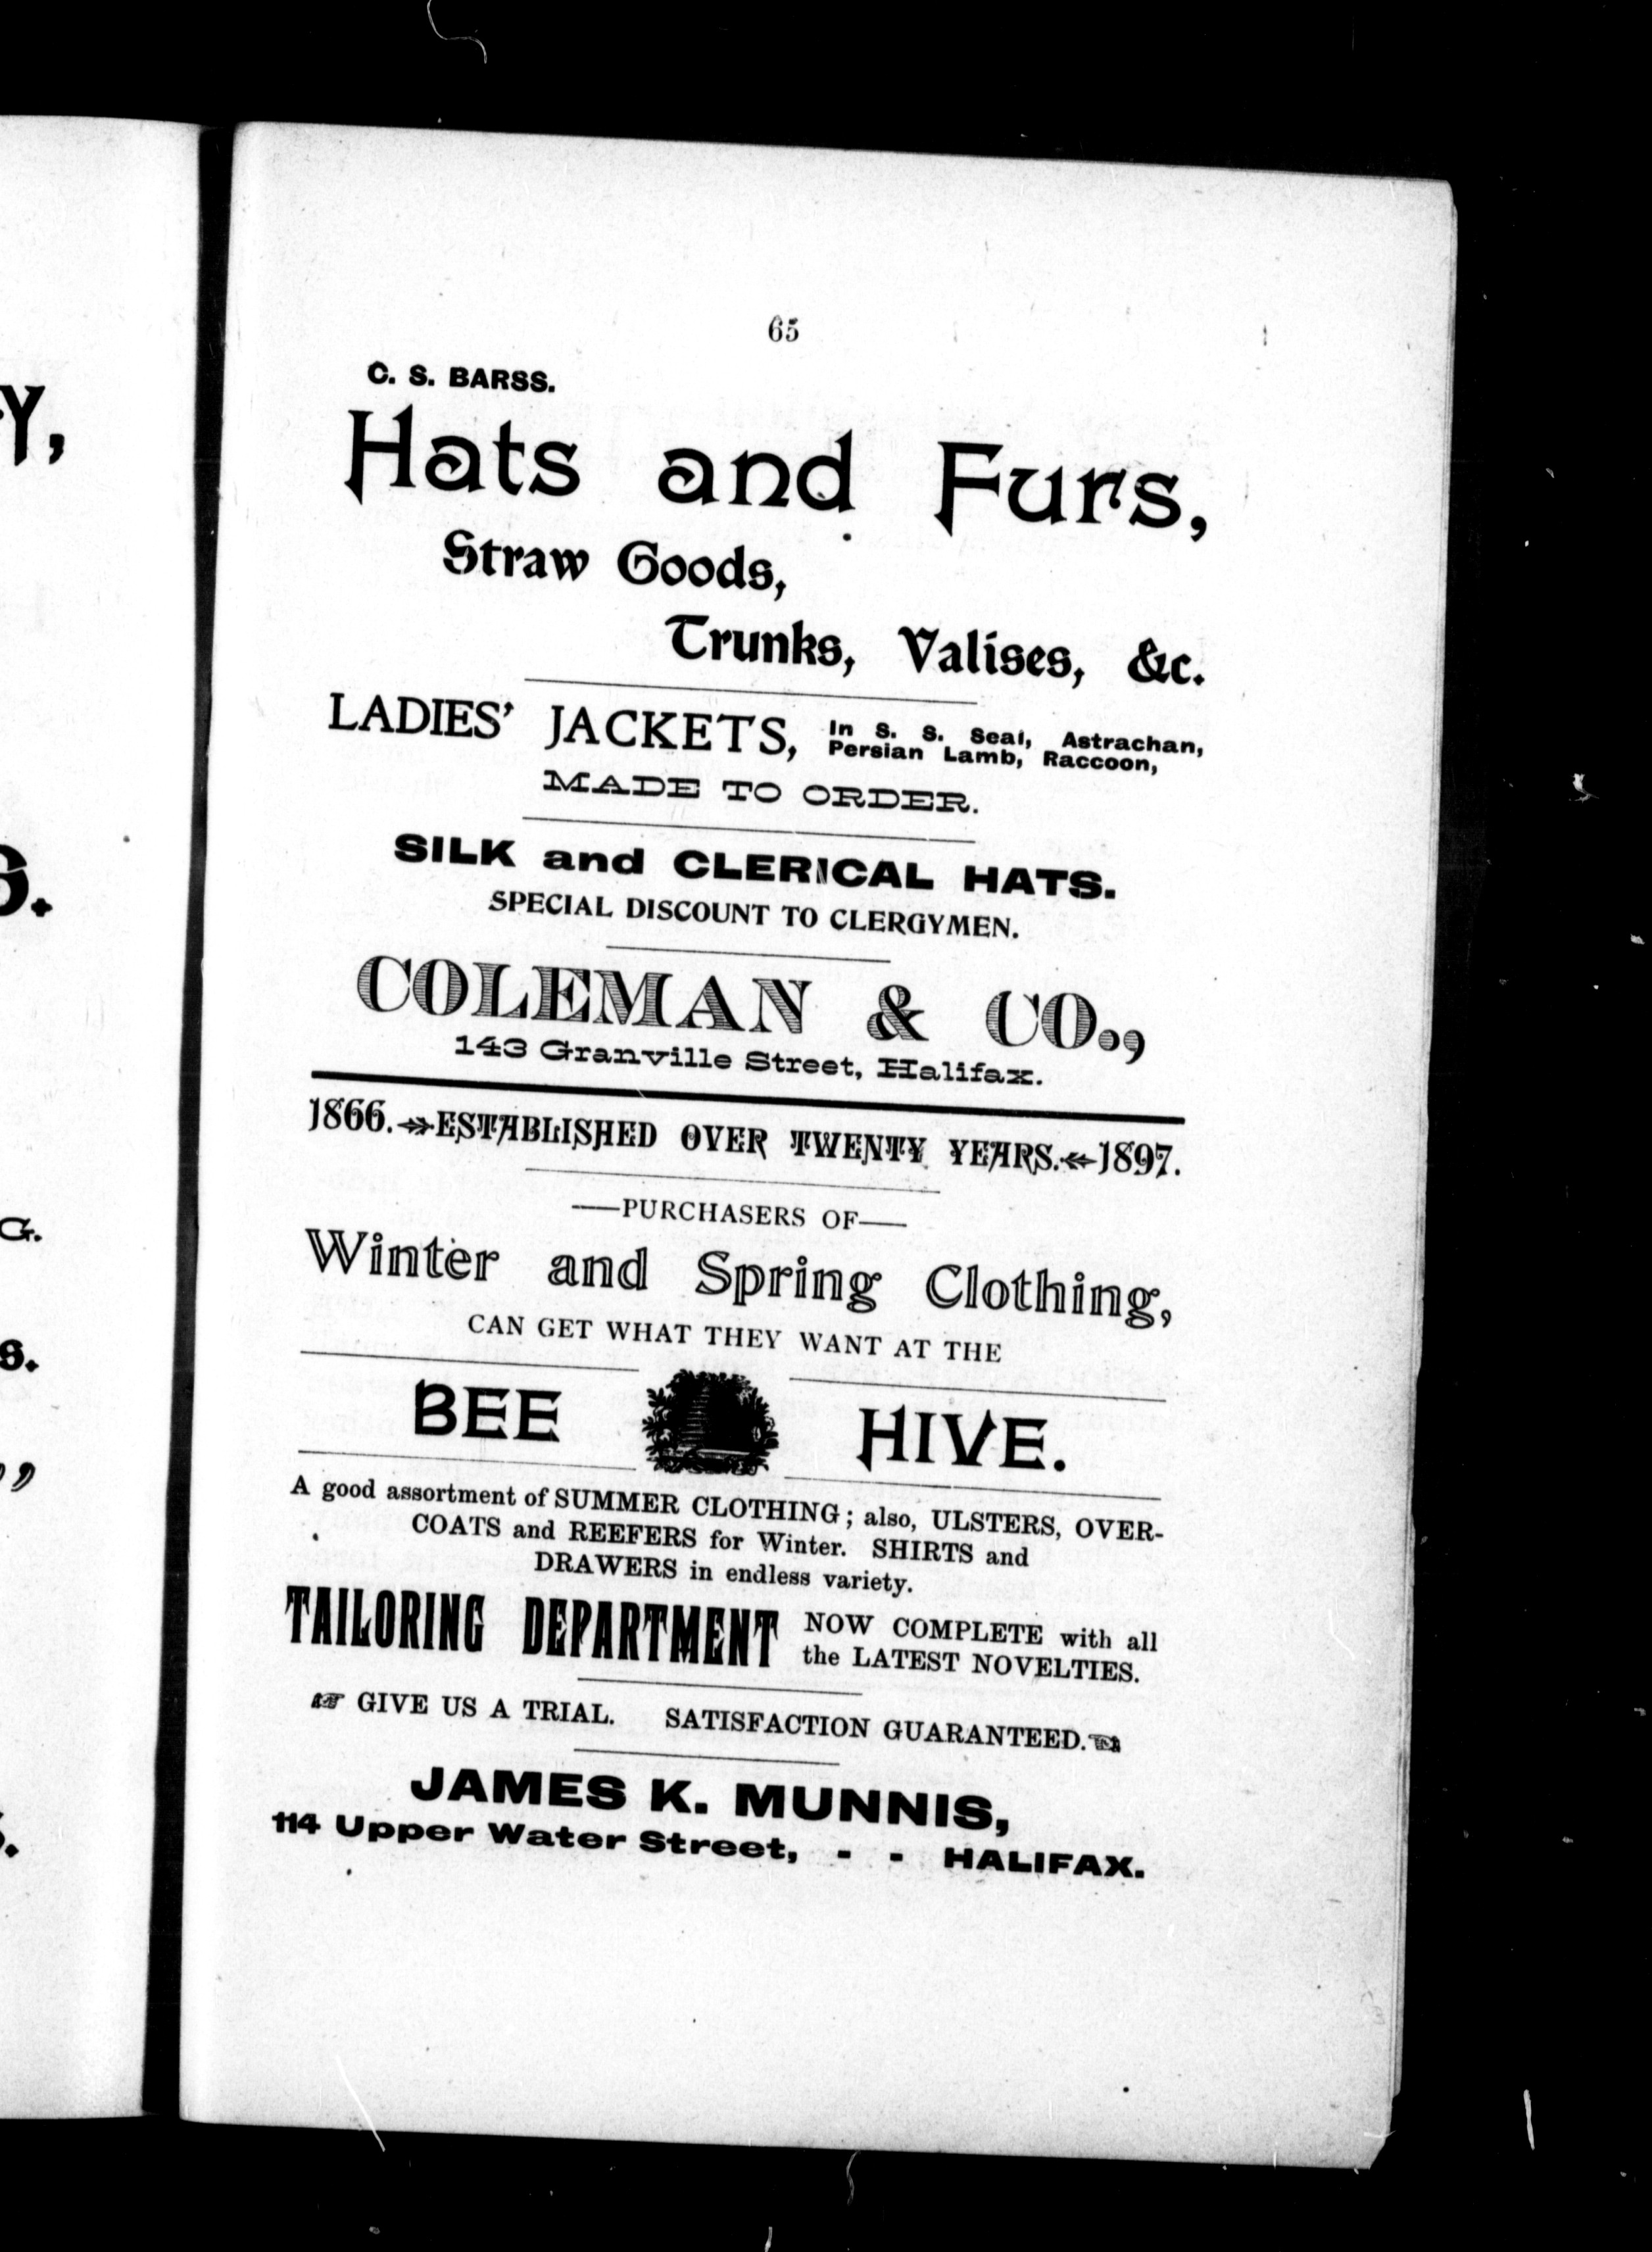 65
C. S. BARSS.
Hats and Furs,
Straw Goods,
Trunks, Valises, &c.
LADIES' JACKETS, In S. S. Seal, Astrachan,
Persian Lamb, Raccoon,
MADE TO ORDER.
SILK and CLERICAL HATS.
SPECIAL DISCOUNT TO CLERGYMEN.
COLEMAN & CO.,
143 Granville Street, Halifax.
1866. ESTABLISHED OVER TWENTY YEARS. 1897.
—PURCHASERS OF—
Winter and Spring Clothing,
CAN GET WHAT THEY WANT AT THE
BEE HIVE.
A good assortment of SUMMER CLOTHING; also, ULSTERS, OVER-
COATS and REEFERS for Winter. SHIRTS and
DRAWERS in endless variety.
TAILORING DEPARTMENT NOW COMPLETE with all
the LATEST NOVELTIES.
☞ GIVE US A TRIAL. SATISFACTION GUARANTEED. ☜
JAMES K. MUNNIS,
114 Upper Water Street, - - HALIFAX.